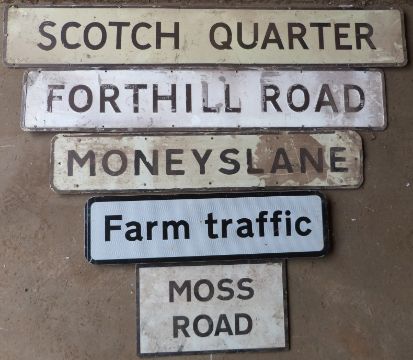 SCOTCH QUARTER
FORTHILL ROAD
MONEYSLANE
Farm traffic
MOSS
ROAD